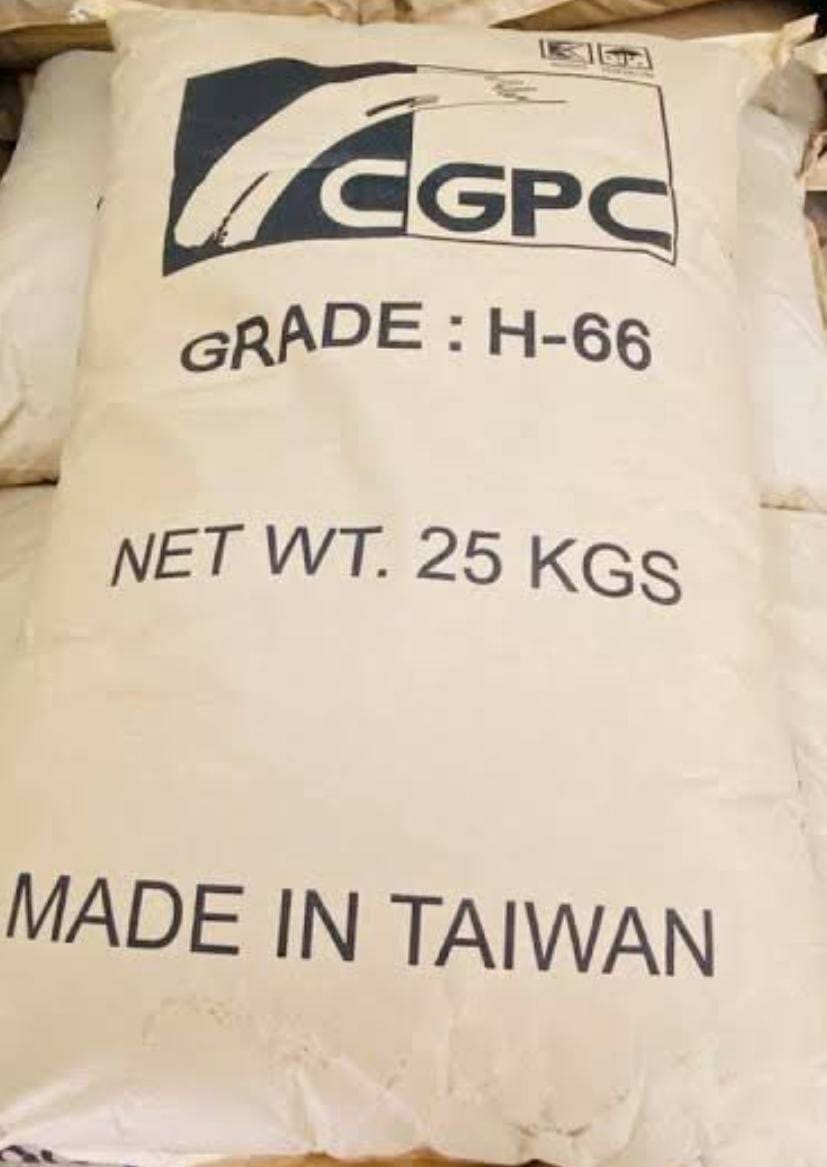 CGPC
GRADE : H-66
NET WT. 25 KGS
MADE IN TAIWAN